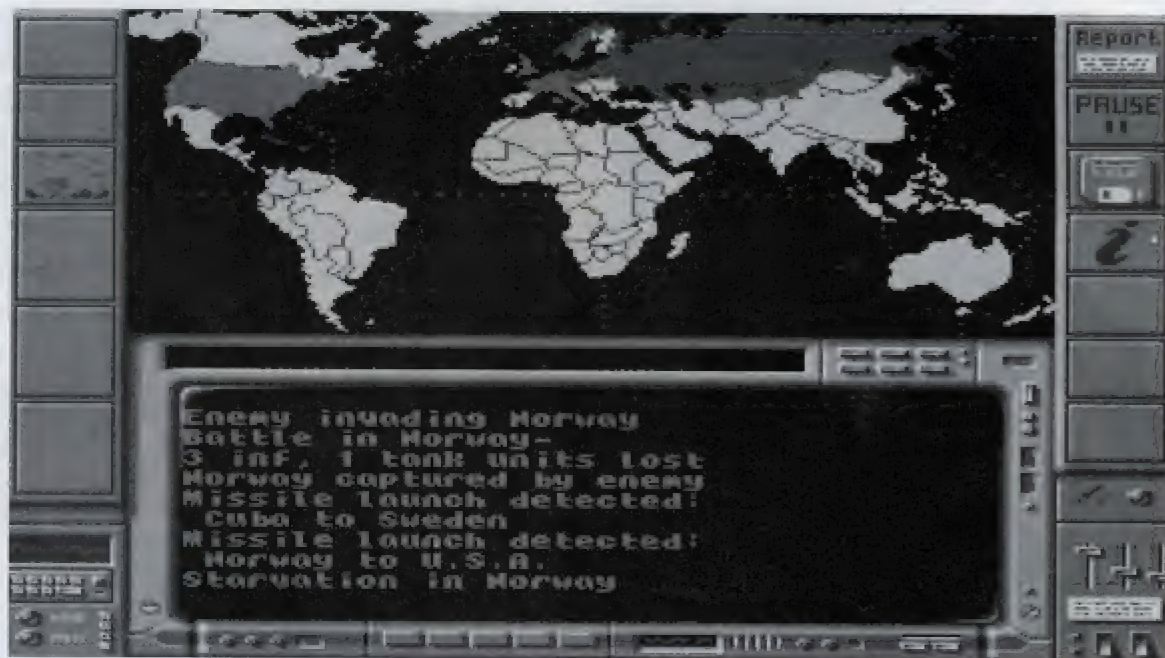 Report
PAUSE
Enemy invading Norway
Battle in Norway-
3 inf, 1 tank units lost
Norway captured by enemy
Missile launch detected:
Cuba to Sweden
Missile launch detected:
Norway to U.S.A.
Starvation in Norway